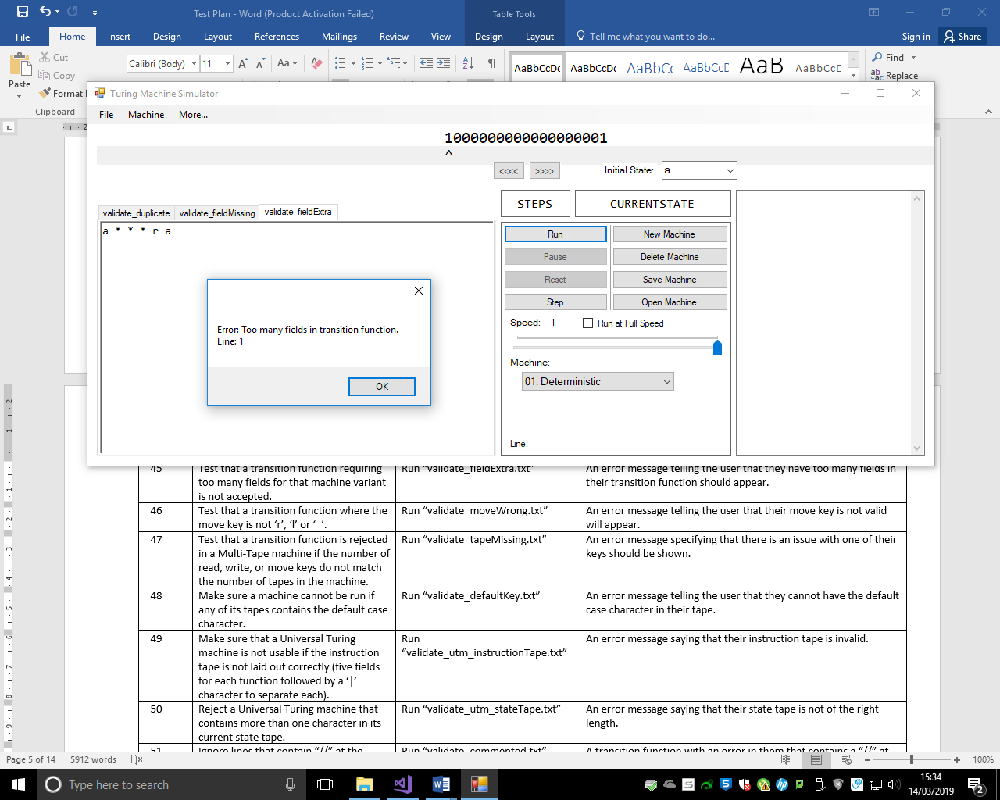 Test Plan - Word (Product Activation Failed)
Table Tools
File Home Insert Design Layout References Mailings Review View Design Layout Tell me what you want to do... Sign in Share
Paste
Cut
Copy
Format
Clipboard
Calibri (Body) 11
Aa
AaBbCcDc AaBbCcDc AaBbCc AaBbCcD AaB AaBbCcD
Find
Replace
Turing Machine Simulator
File Machine More...
1000000000000000001
^
<<<< >>>> Initial State: a
STEPS CURRENTSTATE
validate_duplicate validate_fieldMissing validate_fieldExtra
a * * * r a
Run New Machine
Pause Delete Machine
Reset Save Machine
Step Open Machine
Speed: 1 Run at Full Speed
Machine:
01. Deterministic
Line:
Error: Too many fields in transition function.
Line: 1
OK
45 Test that a transition function requiring too many fields for that machine variant is not accepted. Run “validate_fieldExtra.txt” An error message telling the user that they have too many fields in their transition function should appear.
46 Test that a transition function where the move key is not ‘r’, ‘l’ or ‘_’. Run “validate_moveWrong.txt” An error message telling the user that their move key is not valid will appear.
47 Test that a transition function is rejected in a Multi-Tape machine if the number of read, write, or move keys do not match the number of tapes in the machine. Run “validate_tapeMissing.txt” An error message specifying that there is an issue with one of their keys should be shown.
48 Make sure a machine cannot be run if any of its tapes contains the default case character. Run “validate_defaultKey.txt” An error message telling the user that they cannot have the default case character in their tape.
49 Make sure that a Universal Turing machine is not usable if the instruction tape is not laid out correctly (five fields for each function followed by a ‘|’ character to separate each). Run “validate_utm_instructionTape.txt” An error message saying that their instruction tape is invalid.
50 Reject a Universal Turing machine that contains more than one character in its current state tape. Run “validate_utm_stateTape.txt” An error message saying that their state tape is not of the right length.
51 Ignore lines that contain “//” at the Run “validate_commented.txt” A transition function with an error in them that contains a “//” at
Page 5 of 14 5912 words 100%
Type here to search
15:34
14/03/2019
2